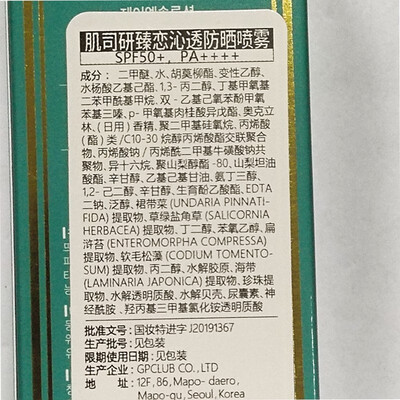 제이엠솔루션
肌司研臻恋沁透防晒喷雾
SPF50+, PA++++
成分: 二甲醚、水、胡莫柳酯、变性乙醇、
水杨酸乙基己酯、1,3-丙二醇、丁基甲氧基
二苯甲酰基甲烷、双-乙基己氧苯酚甲氧
苯基三嗪、p-甲氧基肉桂酸异戊酯、奥克立
林、(日用)香精、聚二甲基硅氧烷、丙烯酸
(酯)类/C10-30 烷醇丙烯酸酯交联聚合
物、丙烯酸钠/丙烯酰二甲基牛磺酸钠共
聚物、异十六烷、聚山梨醇酯-80、山梨坦油
酸酯、辛甘醇、乙基己基甘油、氨丁三醇、
1,2-己二醇、辛甘醇、生育酚乙酸酯、EDTA
二钠、泛醇、裙带菜 (UNDARIA PINNATI-
FIDA) 提取物、草绿盐角草 (SALICORNIA
HERBACEA) 提取物、丁二醇、苯氧乙醇、扁
浒苔 (ENTEROMORPHA COMPRESSA)
提取物、软毛松藻 (CODIUM TOMENTO-
SUM) 提取物、丙二醇、水解胶原、海带
(LAMINARIA JAPONICA) 提取物、珍珠提
取物、水解透明质酸、水解贝壳、尿囊素、神
经酰胺、羟丙基三甲基氯化铵透明质酸
批准文号: 国妆特进字 J20191367
生产批号: 见包装
限期使用日期: 见包装
生产企业: GPCLUB CO., LTD
地址: 12F, 86, Mapo- daero,
Mapo-gu, Seoul, Korea